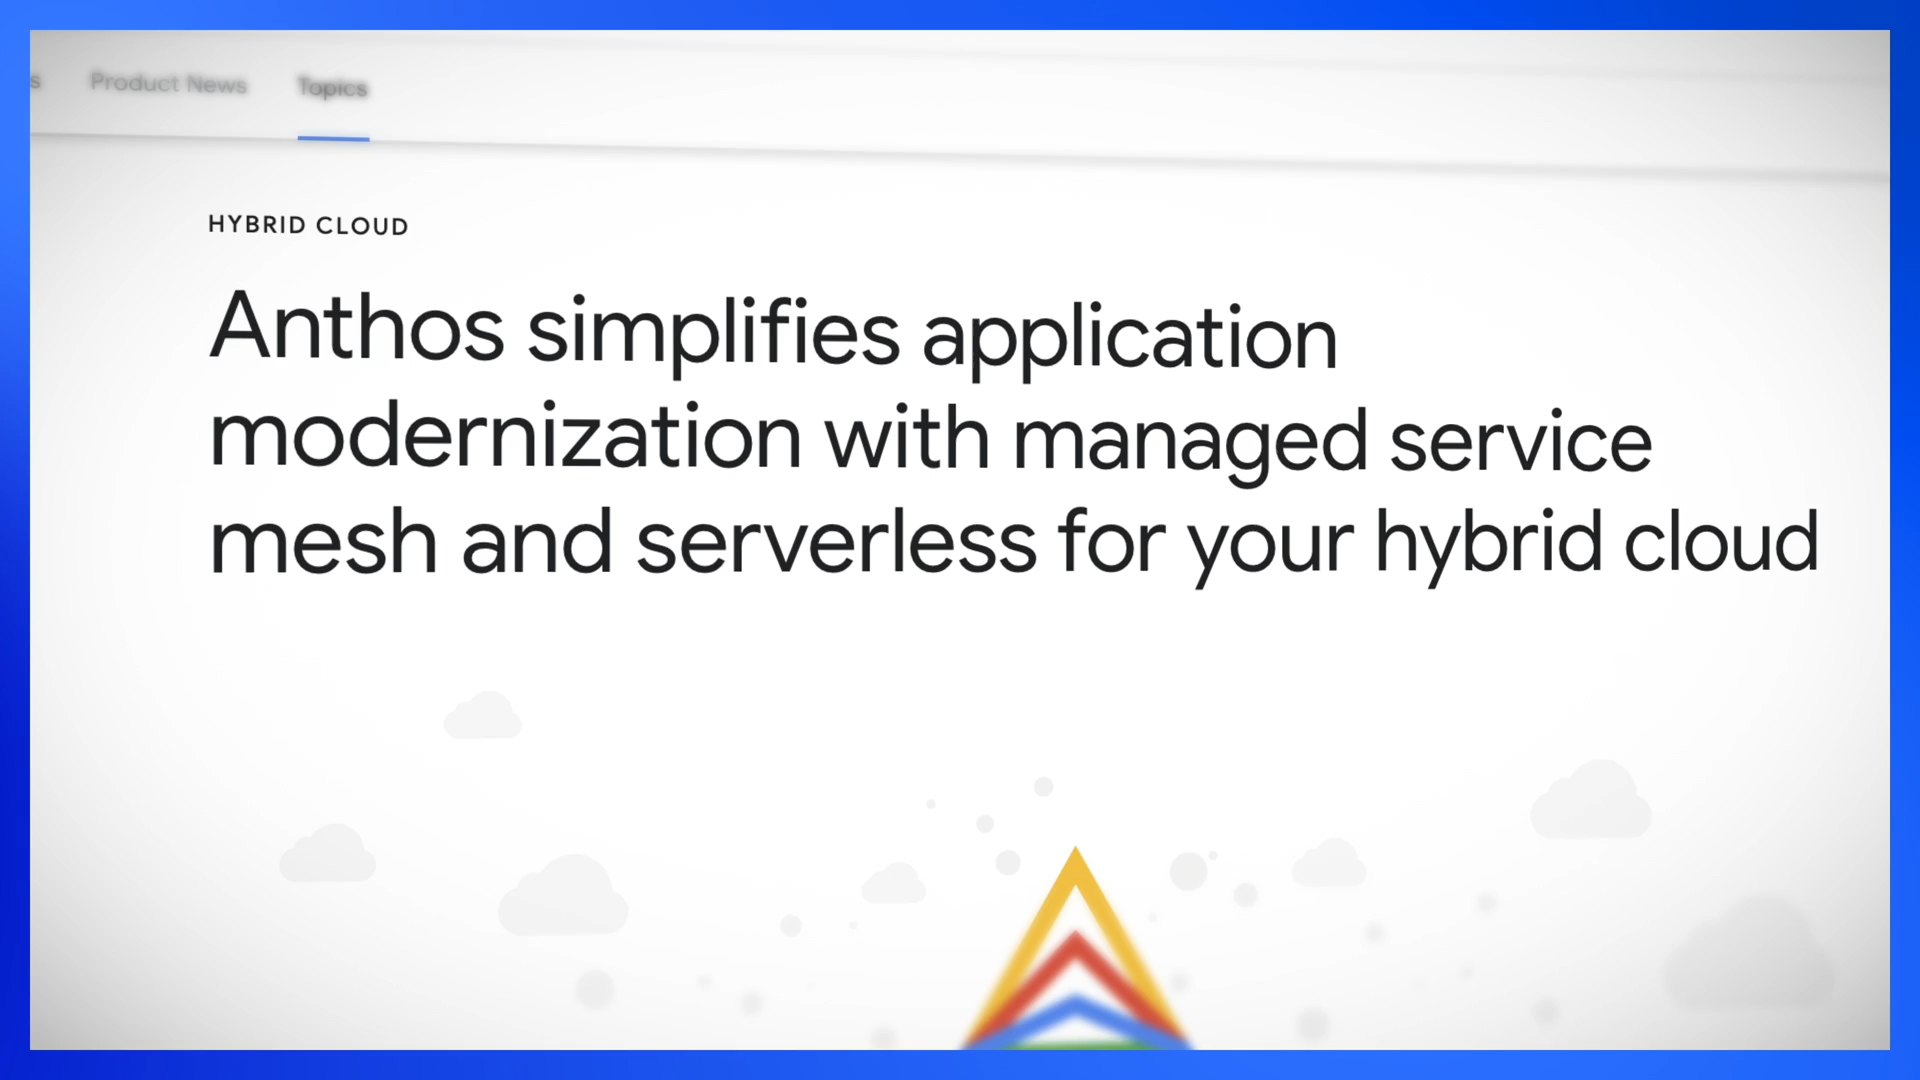 Product News Topics
HYBRID CLOUD
Anthos simplifies application
modernization with managed service
mesh and serverless for your hybrid cloud